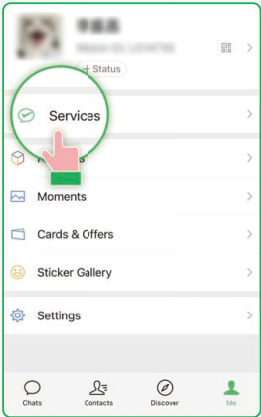 + Status
Services
Moments
Cards & Offers
Sticker Gallery
Settings
Chats
Contacts
Discover
Me